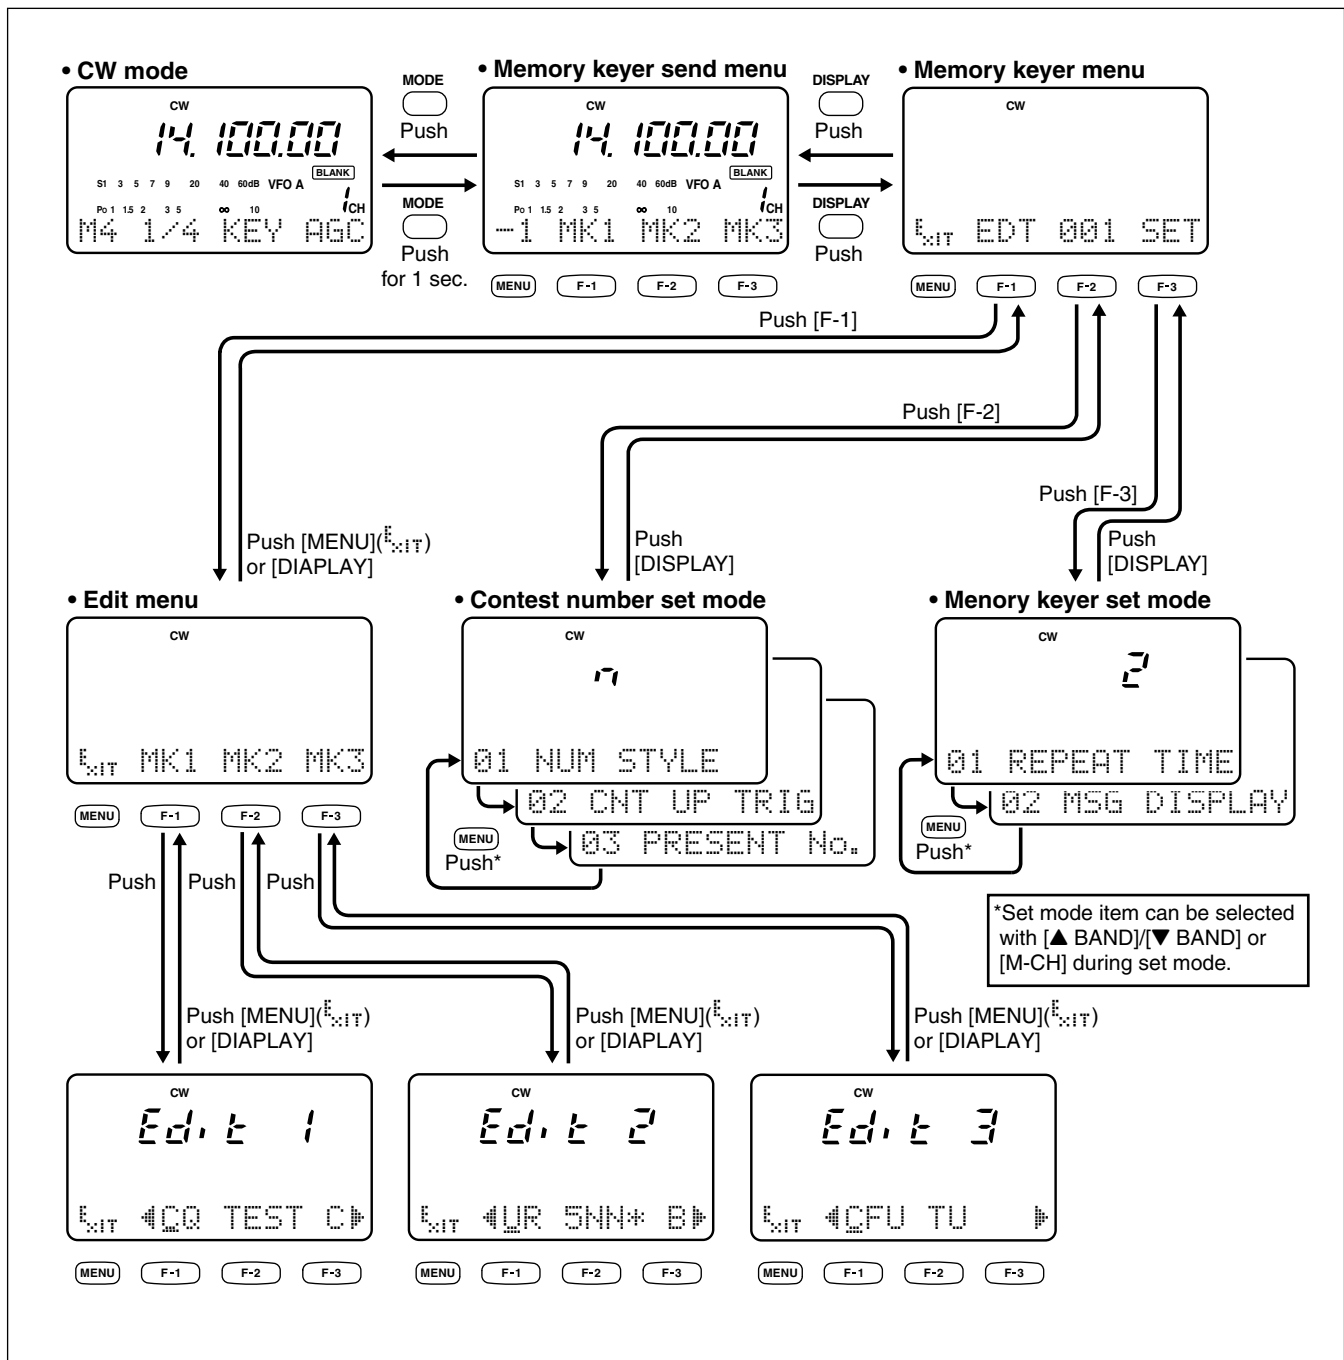 • CW mode
MODE
Push
MODE
Push
for 1 sec.
CW
14.100.00
BLANK
S1 3 5 7 9 20 40 60dB VFO A
1CH
Po 1 1.5 2 3 5 ∞ 10
M4 1/4 KEY AGC
• Memory keyer send menu
DISPLAY
Push
DISPLAY
Push
CW
14.100.00
BLANK
S1 3 5 7 9 20 40 60dB VFO A
1CH
Po 1 1.5 2 3 5 ∞ 10
—1 MK1 MK2 MK3
MENU F-1 F-2 F-3
• Memory keyer menu
CW
EXIT EDT 001 SET
MENU F-1 F-2 F-3
Push [F-1]
Push [F-2]
Push [F-3]
Push [MENU](EXIT)
or [DIAPLAY]
Push
[DISPLAY]
Push
[DISPLAY]
• Edit menu
CW
EXIT MK1 MK2 MK3
MENU F-1 F-2 F-3
Push Push Push
• Contest number set mode
CW
n
01 NUM STYLE
02 CNT UP TRIG
03 PRESENT No.
MENU
Push*
• Menory keyer set mode
CW
2
01 REPEAT TIME
02 MSG DISPLAY
MENU
Push*
*Set mode item can be selected
with [▲ BAND]/[▼ BAND] or
[M-CH] during set mode.
Push [MENU](EXIT)
or [DIAPLAY]
Push [MENU](EXIT)
or [DIAPLAY]
Push [MENU](EXIT)
or [DIAPLAY]
CW
Edit 1
EXIT ◀CQ TEST C▶
MENU F-1 F-2 F-3
CW
Edit 2
EXIT ◀UR 5NN* B▶
MENU F-1 F-2 F-3
CW
Edit 3
EXIT ◀CFU TU ▶
MENU F-1 F-2 F-3